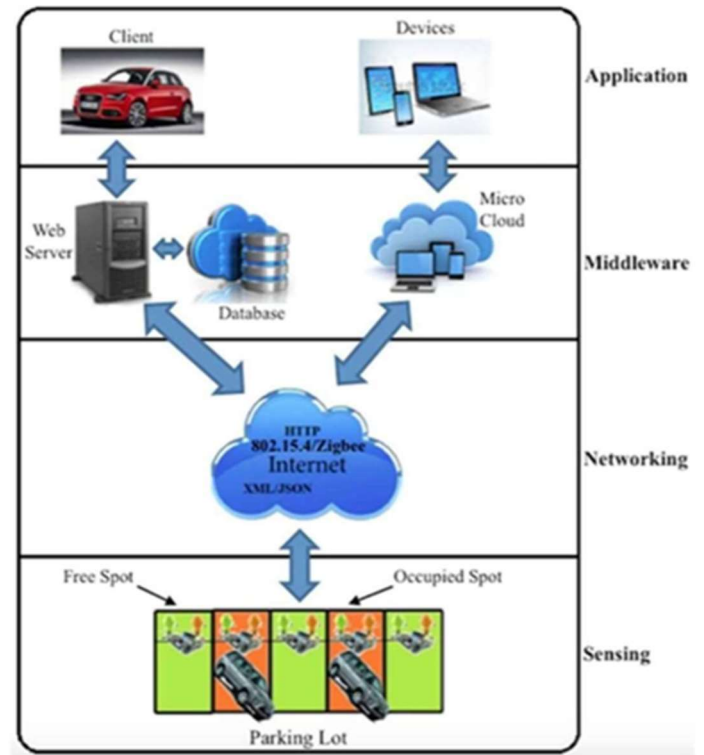 Client
Devices
Application
Web
Server
Micro
Cloud
Middleware
Database
HTTP
802.15.4/Zigbee
Internet
XML/JSON
Networking
Free Spot
Occupied Spot
Sensing
Parking Lot